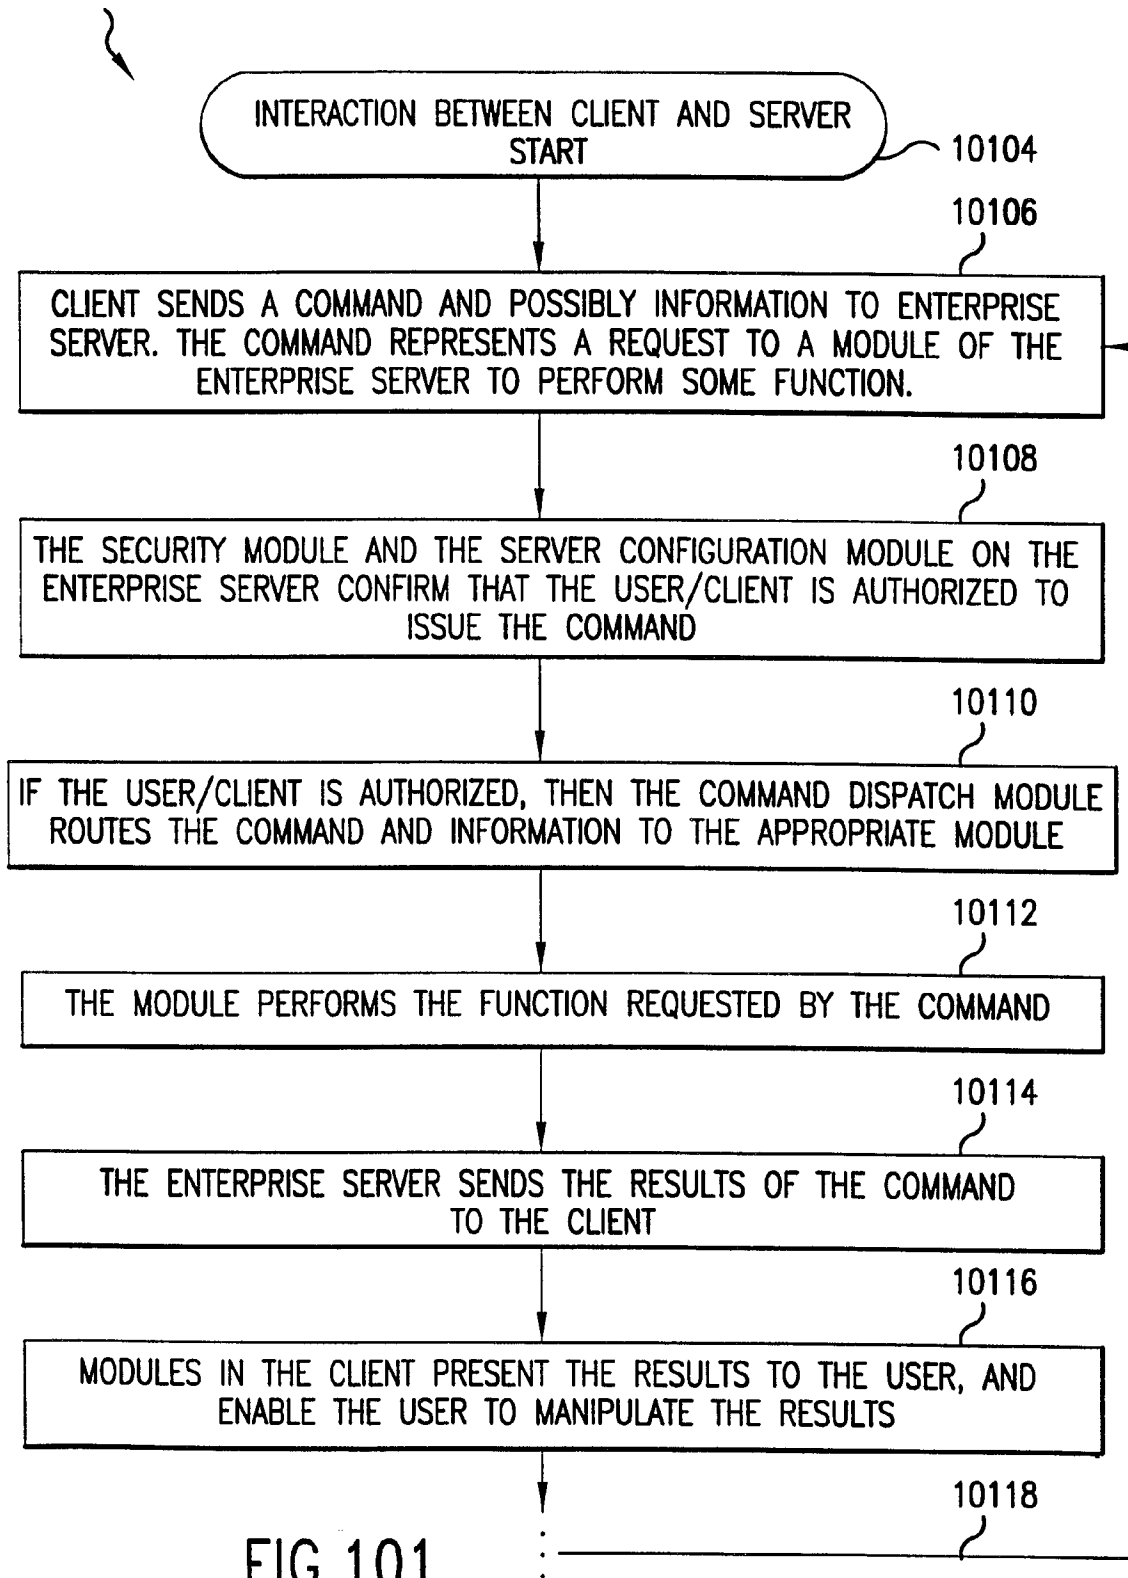 INTERACTION BETWEEN CLIENT AND SERVER
START
10104
10106
CLIENT SENDS A COMMAND AND POSSIBLY INFORMATION TO ENTERPRISE
SERVER. THE COMMAND REPRESENTS A REQUEST TO A MODULE OF THE
ENTERPRISE SERVER TO PERFORM SOME FUNCTION.
10108
THE SECURITY MODULE AND THE SERVER CONFIGURATION MODULE ON THE
ENTERPRISE SERVER CONFIRM THAT THE USER/CLIENT IS AUTHORIZED TO
ISSUE THE COMMAND
10110
IF THE USER/CLIENT IS AUTHORIZED, THEN THE COMMAND DISPATCH MODULE
ROUTES THE COMMAND AND INFORMATION TO THE APPROPRIATE MODULE
10112
THE MODULE PERFORMS THE FUNCTION REQUESTED BY THE COMMAND
10114
THE ENTERPRISE SERVER SENDS THE RESULTS OF THE COMMAND
TO THE CLIENT
10116
MODULES IN THE CLIENT PRESENT THE RESULTS TO THE USER, AND
ENABLE THE USER TO MANIPULATE THE RESULTS
10118
FIG 101